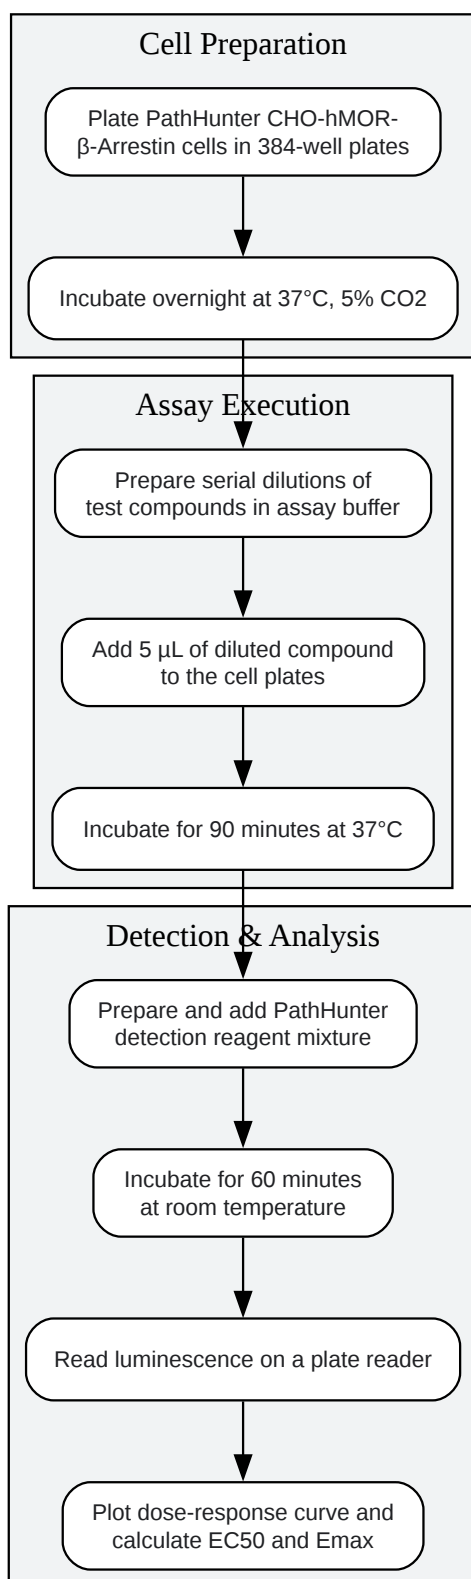 Cell Preparation
Plate PathHunter CHO-hMOR-
β-Arrestin cells in 384-well plates
Incubate overnight at 37°C, 5% CO2
Assay Execution
Prepare serial dilutions of
test compounds in assay buffer
Add 5 µL of diluted compound
to the cell plates
Incubate for 90 minutes at 37°C
Detection & Analysis
Prepare and add PathHunter
detection reagent mixture
Incubate for 60 minutes
at room temperature
Read luminescence on a plate reader
Plot dose-response curve and
calculate EC50 and Emax